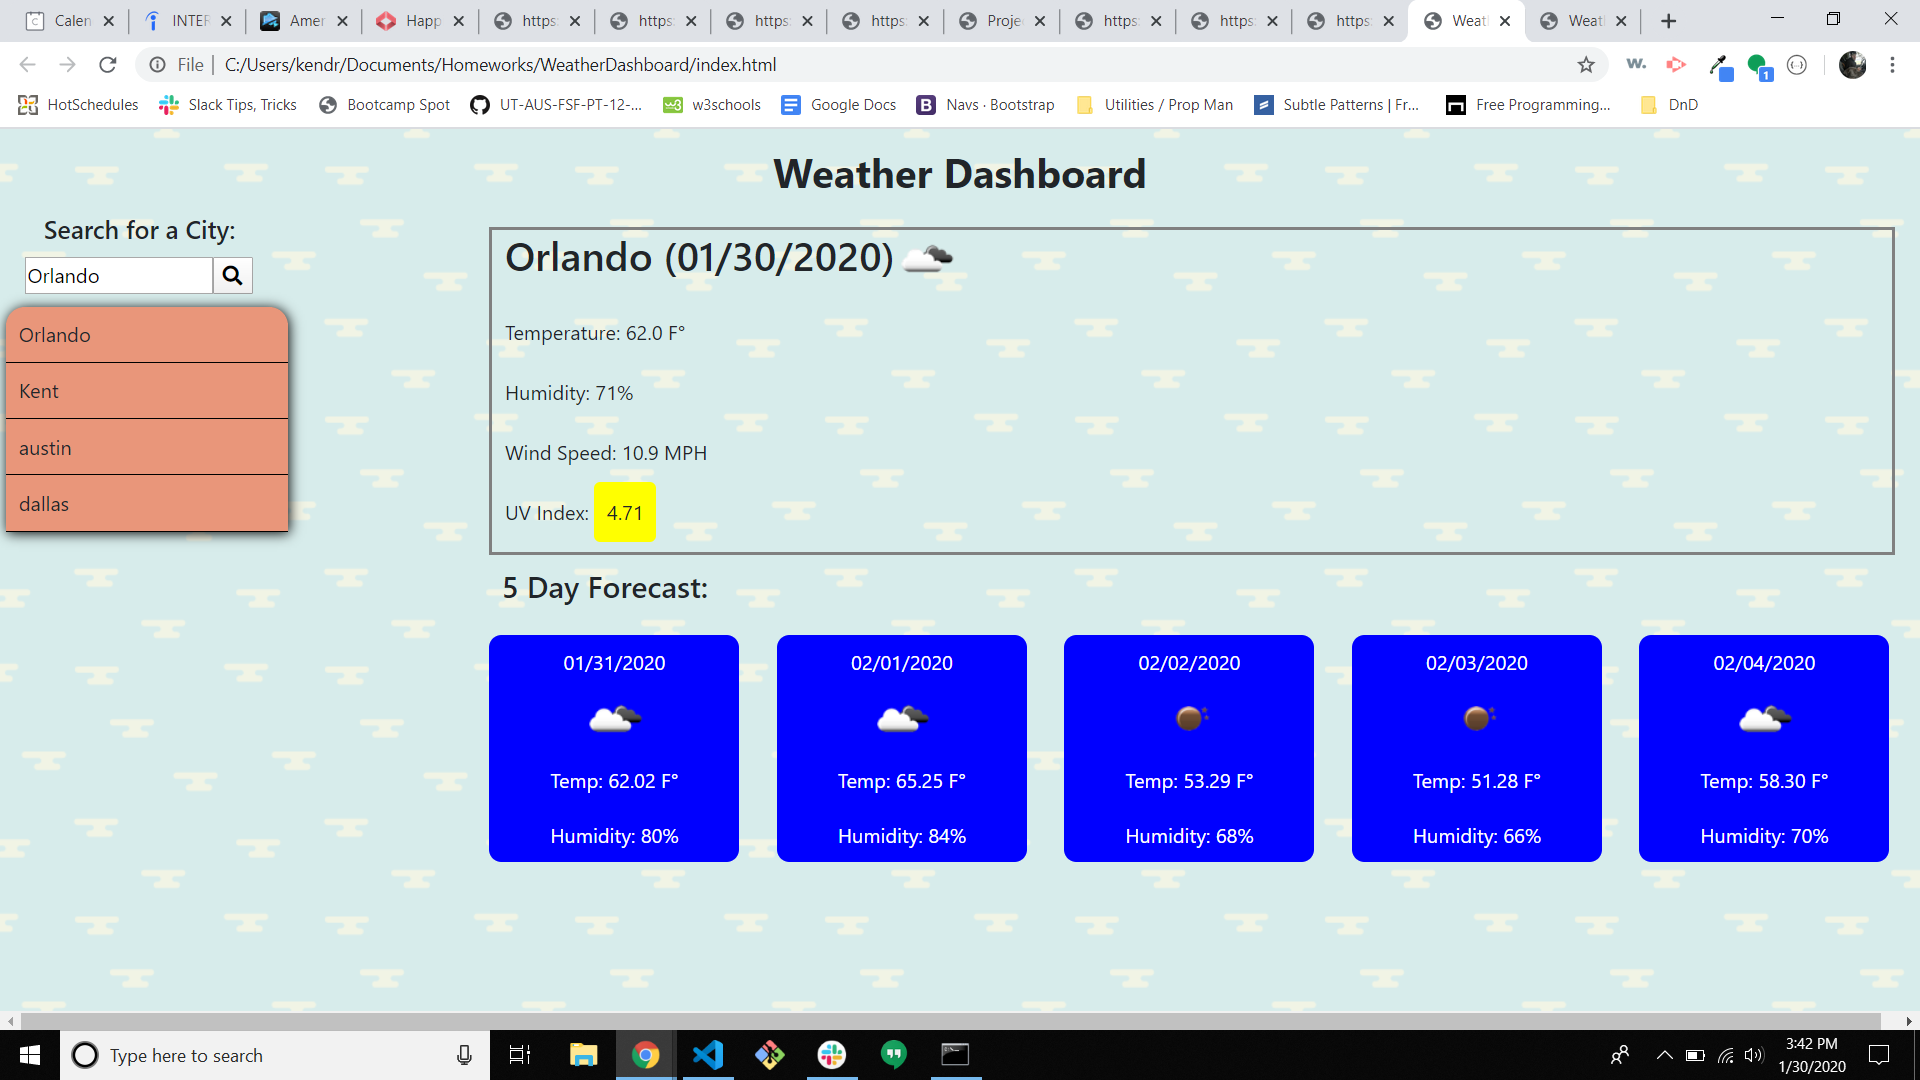 Calen
INTER
Amer
Happ
https:
https:
https:
https:
Projec
https:
https:
https:
Weath
Weath
File | C:/Users/kendr/Documents/Homeworks/WeatherDashboard/index.html
w.
1
HotSchedules
Slack Tips, Tricks
Bootcamp Spot
UT-AUS-FSF-PT-12-...
w3
w3schools
Google Docs
B
Navs · Bootstrap
Utilities / Prop Man
Subtle Patterns | Fr...
Free Programming...
DnD
Weather Dashboard
Search for a City:
Orlando
Orlando
Kent
austin
dallas
Orlando (01/30/2020)
Temperature: 62.0 F°
Humidity: 71%
Wind Speed: 10.9 MPH
UV Index: 4.71
5 Day Forecast:
01/31/2020
Temp: 62.02 F°
Humidity: 80%
02/01/2020
Temp: 65.25 F°
Humidity: 84%
02/02/2020
Temp: 53.29 F°
Humidity: 68%
02/03/2020
Temp: 51.28 F°
Humidity: 66%
02/04/2020
Temp: 58.30 F°
Humidity: 70%
Type here to search
3:42 PM
1/30/2020